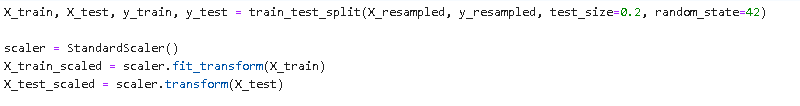 X_train, X_test, y_train, y_test = train_test_split(X_resampled, y_resampled, test_size=0.2, random_state=42)
scaler = StandardScaler()
X_train_scaled = scaler.fit_transform(X_train)
X_test_scaled = scaler.transform(X_test)